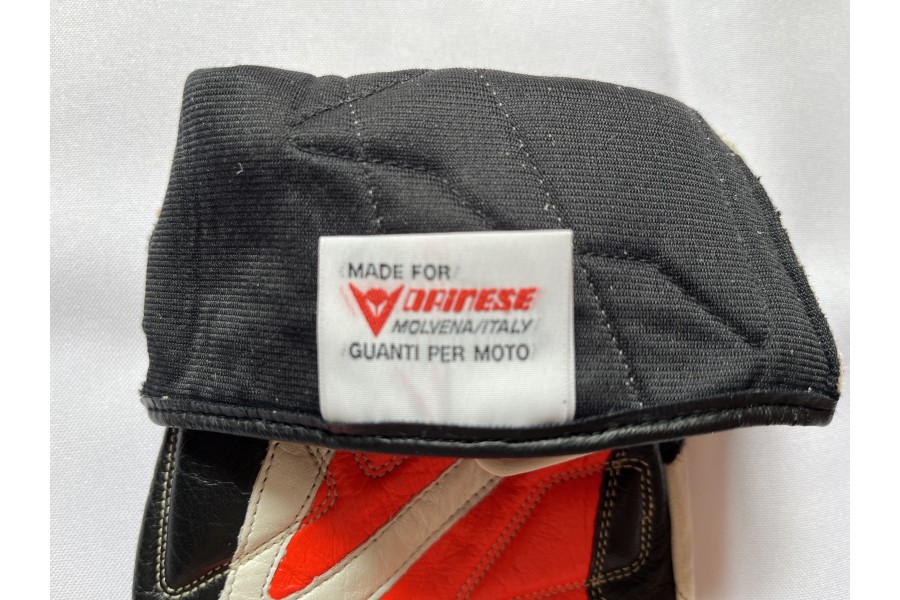 MADE FOR
DAINESE
MOLVENA/ITALY
GUANTI PER MOTO